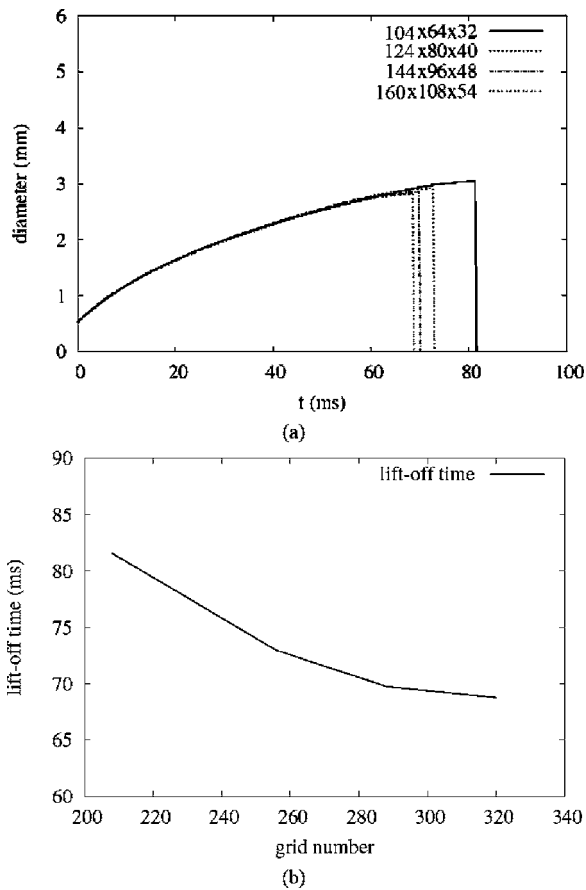 6
5
4
3
2
1
0
diameter (mm)
104x64x32
124x80x40
144x96x48
160x108x54
0 20 40 60 80 100
t (ms)
(a)
90
85
80
75
70
65
60
lift-off time (ms)
lift-off time
200 220 240 260 280 300 320 340
grid number
(b)